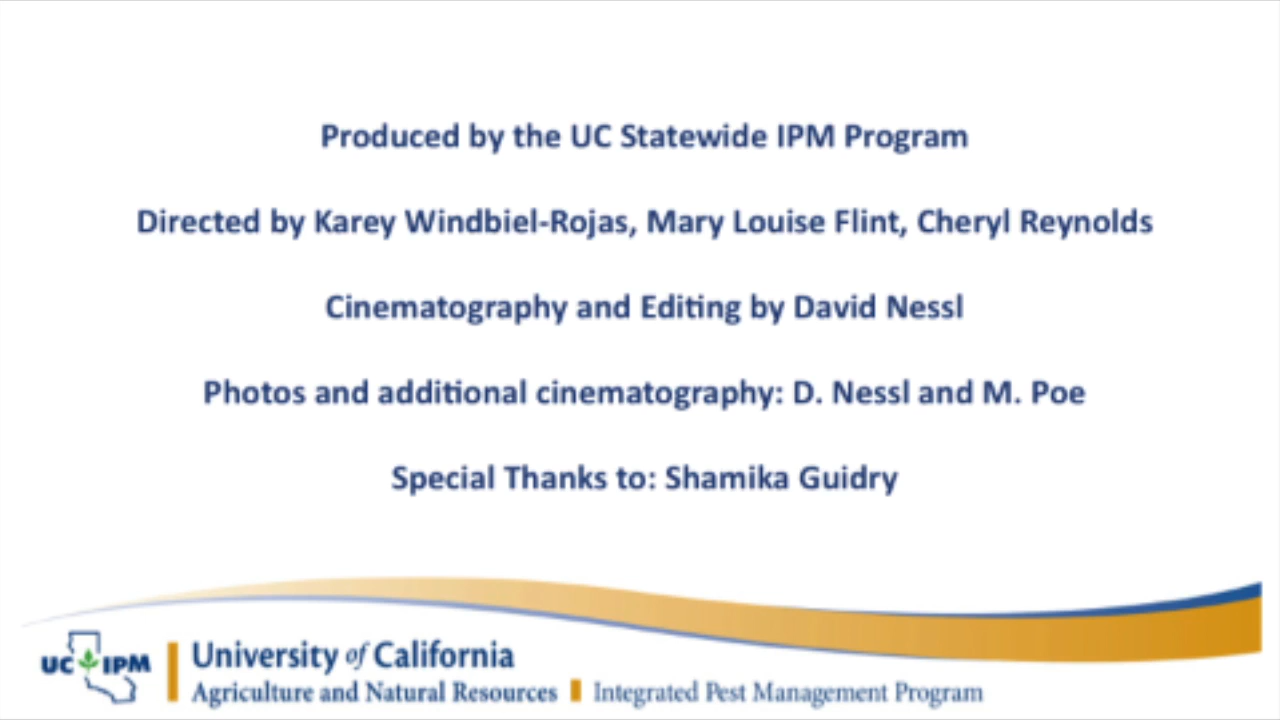 Produced by the UC Statewide IPM Program
Directed by Karey Windbiel-Rojas, Mary Louise Flint, Cheryl Reynolds
Cinematography and Editing by David Nessl
Photos and additional cinematography: D. Nessl and M. Poe
Special Thanks to: Shamika Guidry
UC IPM
University of California
Agriculture and Natural Resources Integrated Pest Management Program